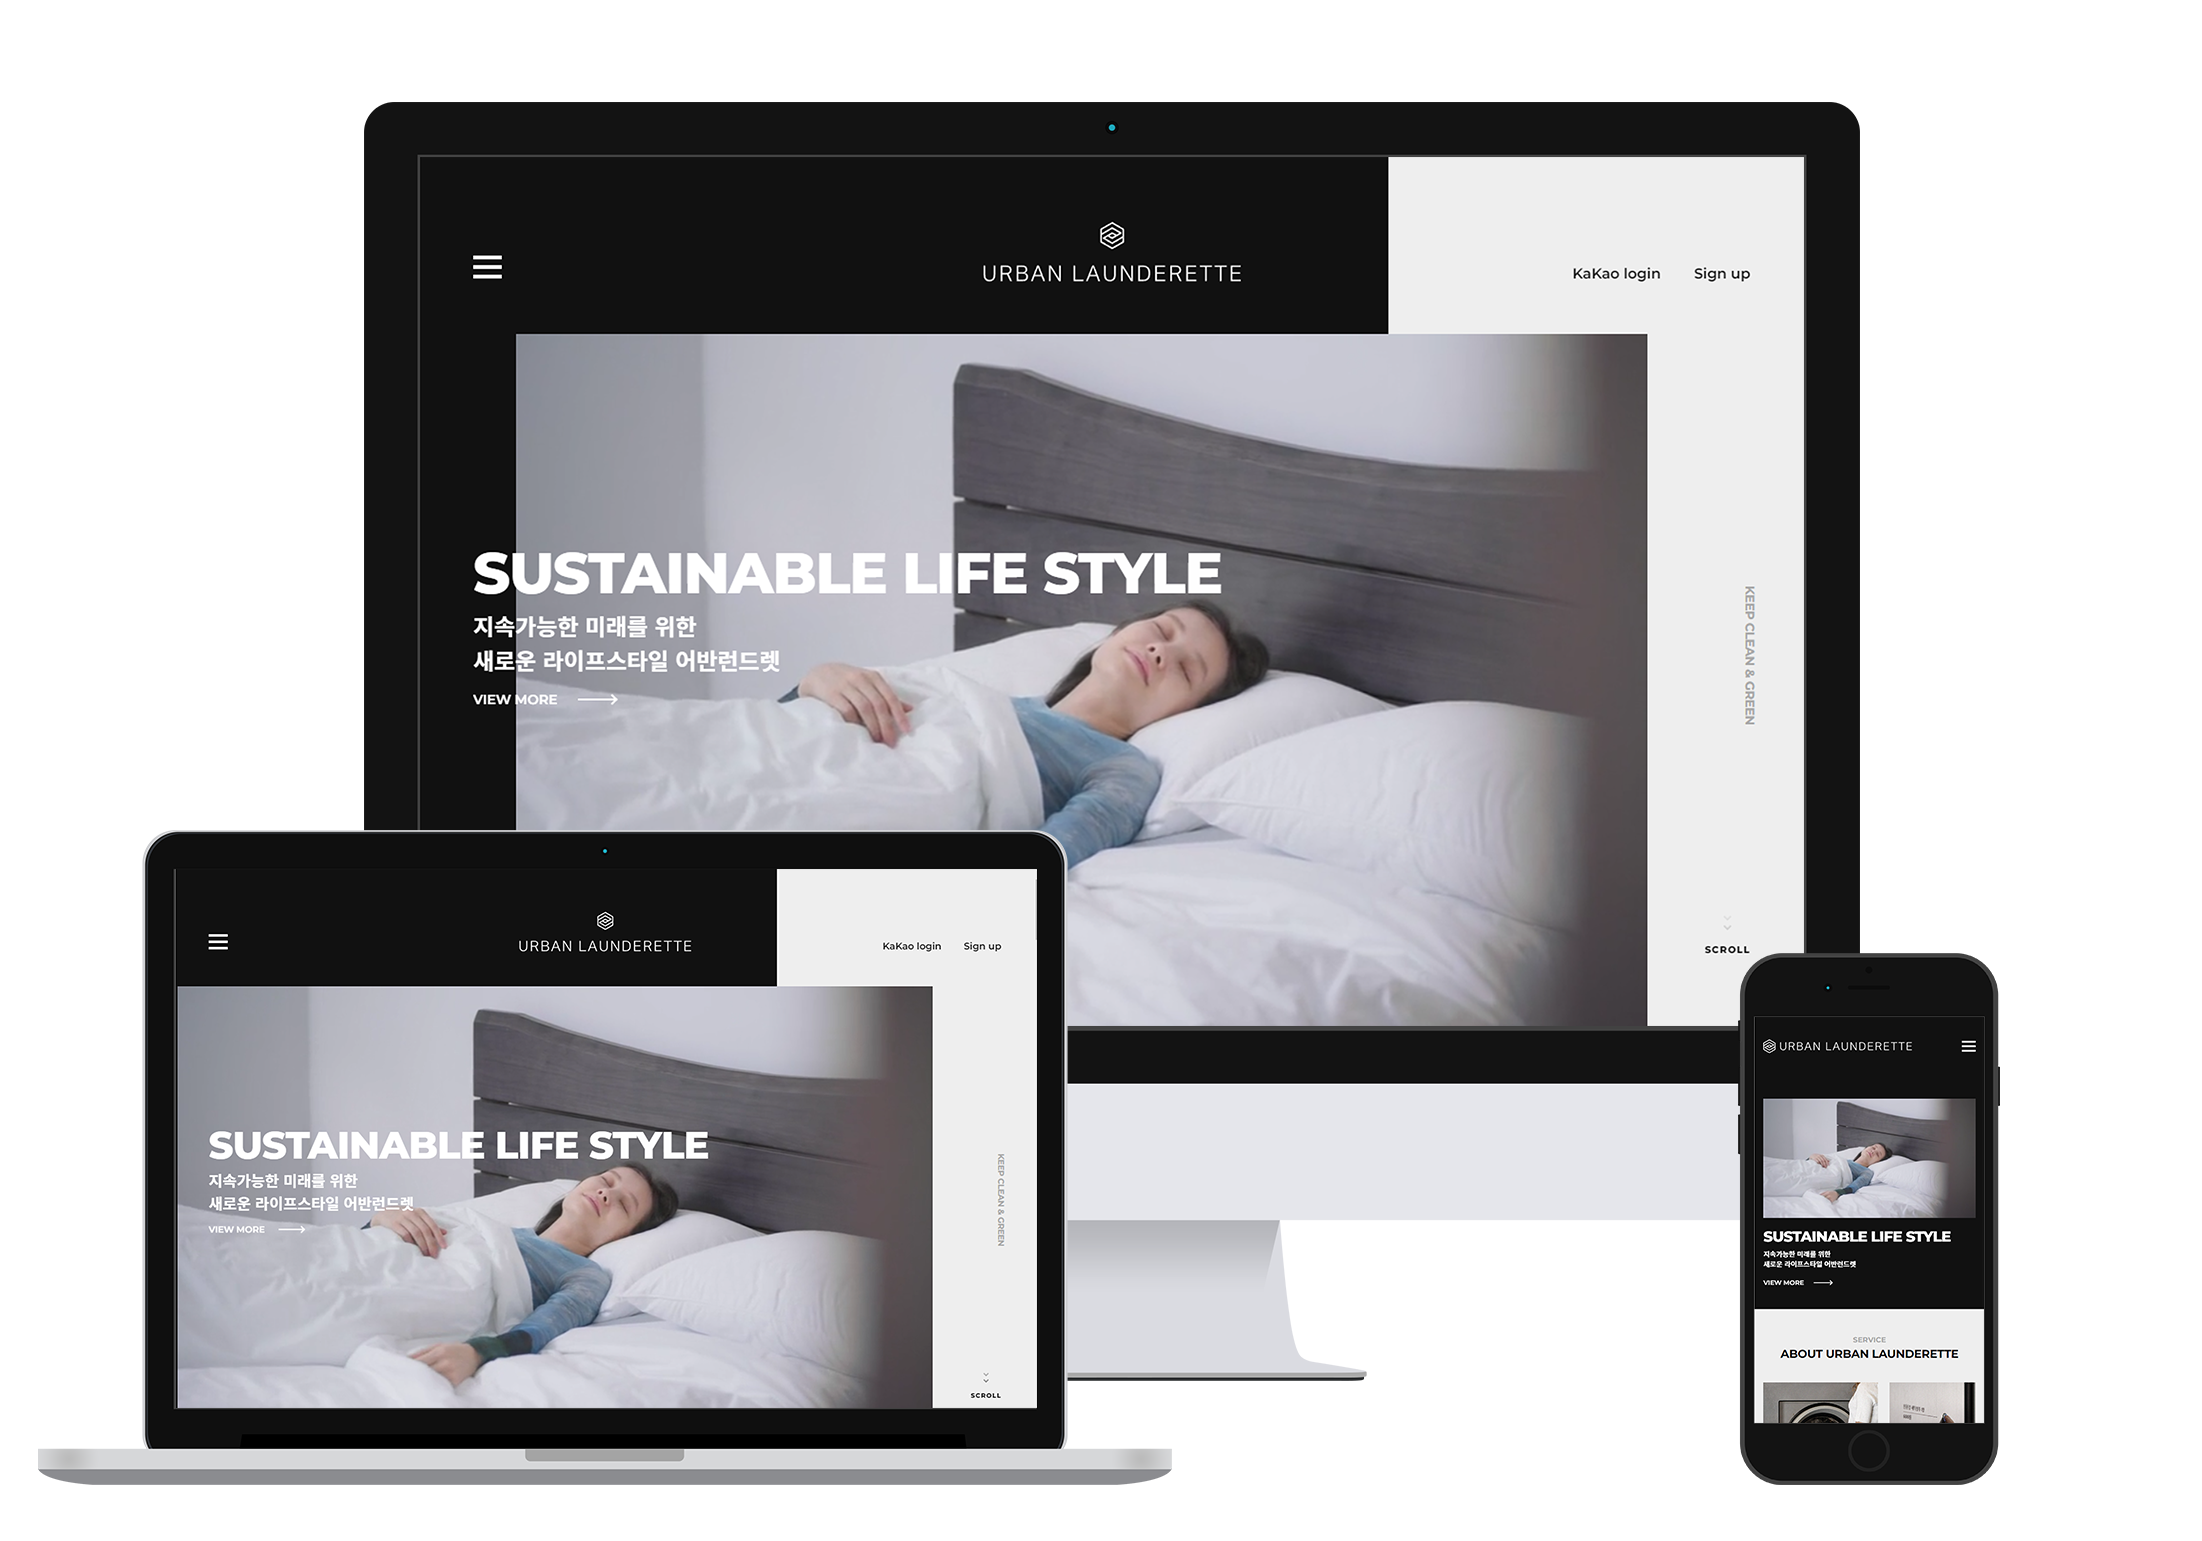 URBAN LAUNDERETTE
KaKao login
Sign up
SUSTAINABLE LIFE STYLE
지속가능한 미래를 위한
새로운 라이프스타일 어반런드렛
VIEW MORE
KEEP CLEAN & GREEN
SCROLL
URBAN LAUNDERETTE
KaKao login
Sign up
SUSTAINABLE LIFE STYLE
지속가능한 미래를 위한
새로운 라이프스타일 어반런드렛
VIEW MORE
KEEP CLEAN & GREEN
SCROLL
URBAN LAUNDERETTE
SUSTAINABLE LIFE STYLE
지속가능한 미래를 위한
새로운 라이프스타일 어반런드렛
VIEW MORE
SERVICE
ABOUT URBAN LAUNDERETTE